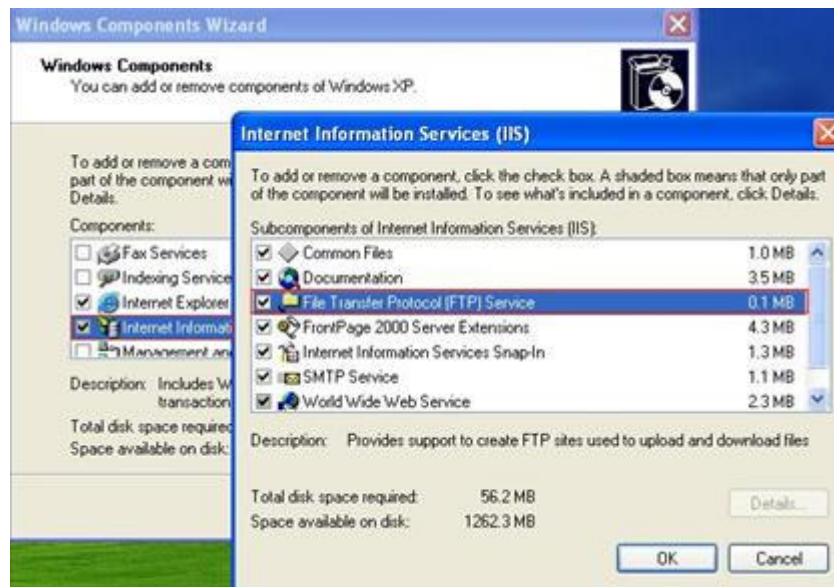 Windows Components Wizard
Windows Components
You can add or remove components of Windows XP.
To add or remove a com
part of the component w
Details.
Components:
Fax Services
Indexing Service
Internet Explorer
Internet Informat
Management an
Description: Includes W
transaction
Total disk space required
Space available on disk:
Internet Information Services (IIS)
To add or remove a component, click the check box. A shaded box means that only part
of the component will be installed. To see what's included in a component, click Details.
Subcomponents of Internet Information Services (IIS):
Common Files 1.0 MB
Documentation 3.5 MB
File Transfer Protocol (FTP) Service 0.1 MB
FrontPage 2000 Server Extensions 4.3 MB
Internet Information Services Snap-In 1.3 MB
SMTP Service 1.1 MB
World Wide Web Service 2.3 MB
Description: Provides support to create FTP sites used to upload and download files
Total disk space required: 56.2 MB
Space available on disk: 1262.3 MB
Details...
OK
Cancel